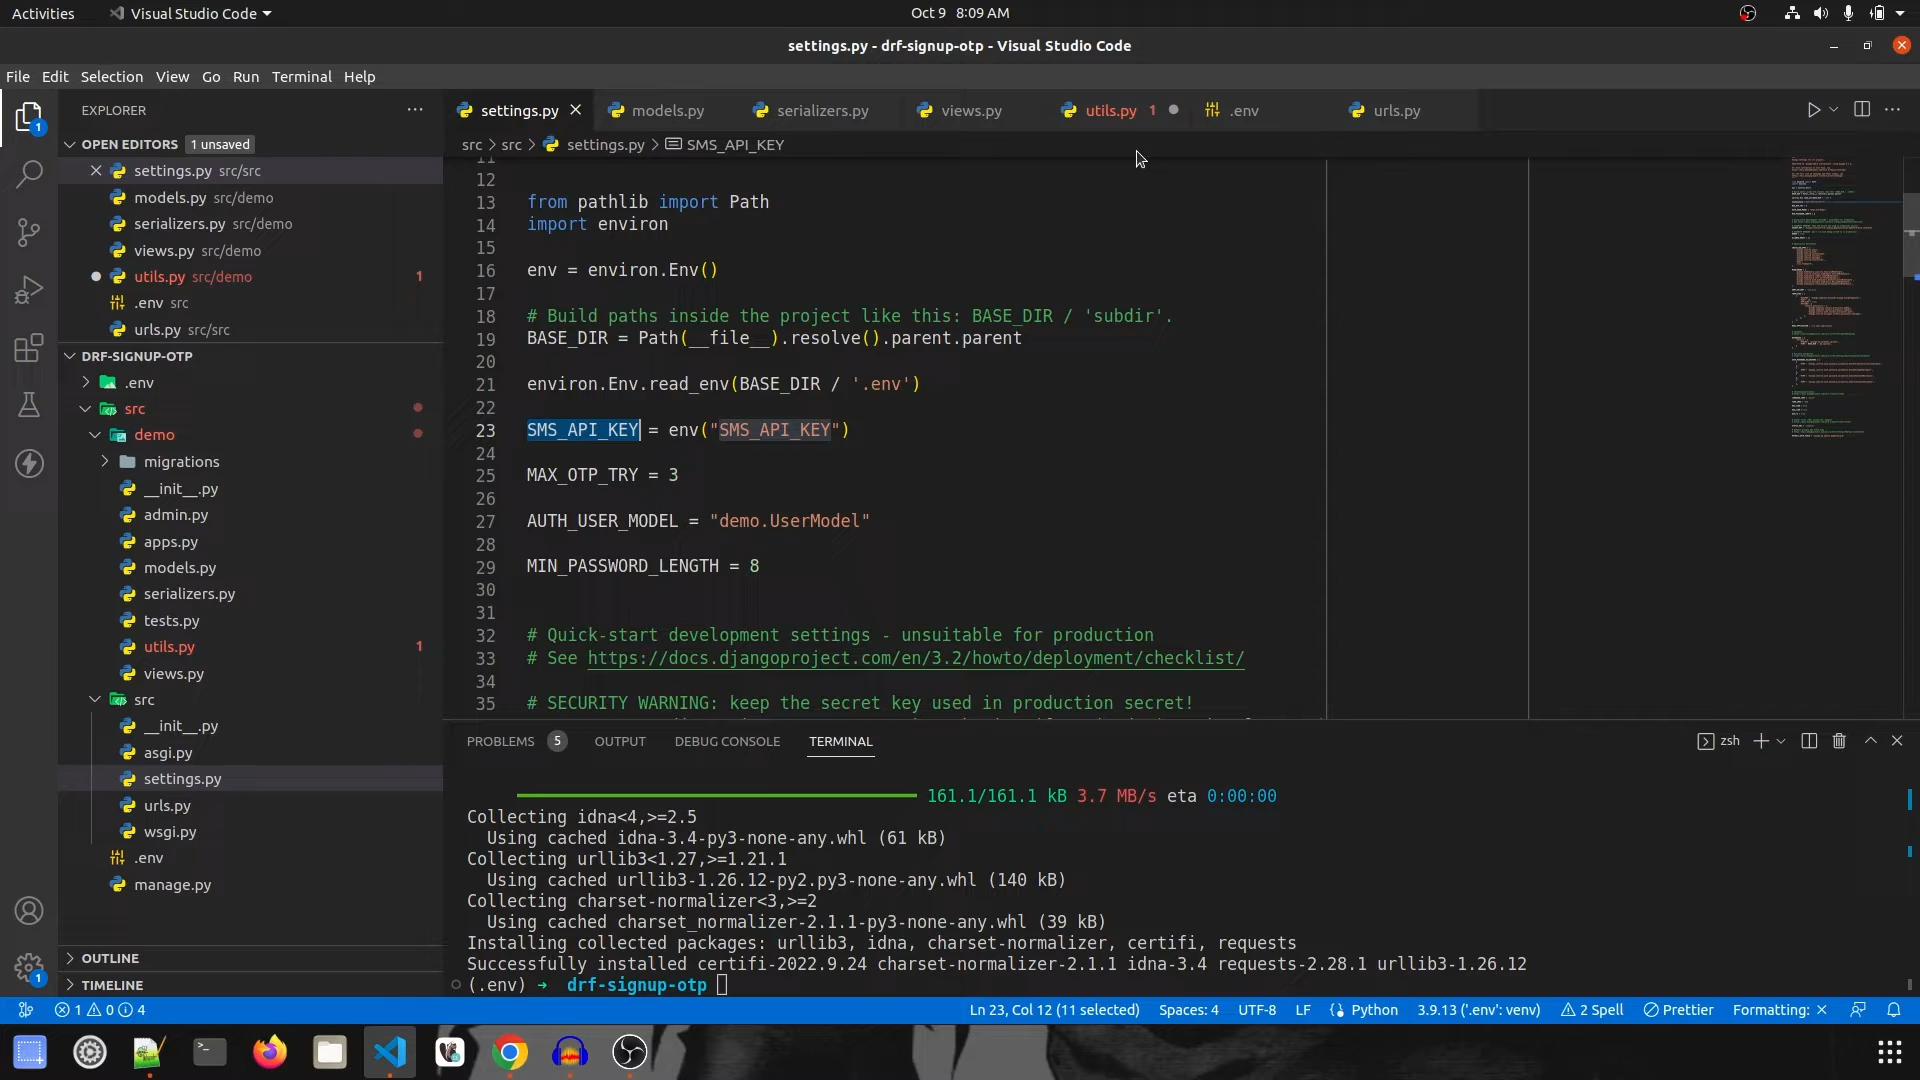 Activities
Visual Studio Code
Oct 9 8:09 AM
settings.py - drf-signup-otp - Visual Studio Code
File Edit Selection View Go Run Terminal Help
EXPLORER
settings.py
models.py
serializers.py
views.py
utils.py 1
.env
urls.py
OPEN EDITORS 1 unsaved
settings.py src/src
models.py src/demo
serializers.py src/demo
views.py src/demo
utils.py src/demo 1
.env src
urls.py src/src
DRF-SIGNUP-OTP
.env
src
demo
migrations
__init__.py
admin.py
apps.py
models.py
serializers.py
tests.py
utils.py 1
views.py
src
__init__.py
asgi.py
settings.py
urls.py
wsgi.py
.env
manage.py
OUTLINE
TIMELINE
src > src > settings.py > SMS_API_KEY
11
12
13 from pathlib import Path
14 import environ
15
16 env = environ.Env()
17
18 # Build paths inside the project like this: BASE_DIR / 'subdir'.
19 BASE_DIR = Path(__file__).resolve().parent.parent
20
21 environ.Env.read_env(BASE_DIR / '.env')
22
23 SMS_API_KEY = env("SMS_API_KEY")
24
25 MAX_OTP_TRY = 3
26
27 AUTH_USER_MODEL = "demo.UserModel"
28
29 MIN_PASSWORD_LENGTH = 8
30
31
32 # Quick-start development settings - unsuitable for production
33 # See https://docs.djangoproject.com/en/3.2/howto/deployment/checklist/
34
35 # SECURITY WARNING: keep the secret key used in production secret!
PROBLEMS 5 OUTPUT DEBUG CONSOLE TERMINAL
zsh
161.1/161.1 kB 3.7 MB/s eta 0:00:00
Collecting idna<4,>=2.5
Using cached idna-3.4-py3-none-any.whl (61 kB)
Collecting urllib3<1.27,>=1.21.1
Using cached urllib3-1.26.12-py2.py3-none-any.whl (140 kB)
Collecting charset-normalizer<3,>=2
Using cached charset_normalizer-2.1.1-py3-none-any.whl (39 kB)
Installing collected packages: urllib3, idna, charset-normalizer, certifi, requests
Successfully installed certifi-2022.9.24 charset-normalizer-2.1.1 idna-3.4 requests-2.28.1 urllib3-1.26.12
(.env) → drf-signup-otp
1 0 4
Ln 23, Col 12 (11 selected) Spaces: 4 UTF-8 LF Python 3.9.13 ('.env': venv) 2 Spell Prettier Formatting: ×